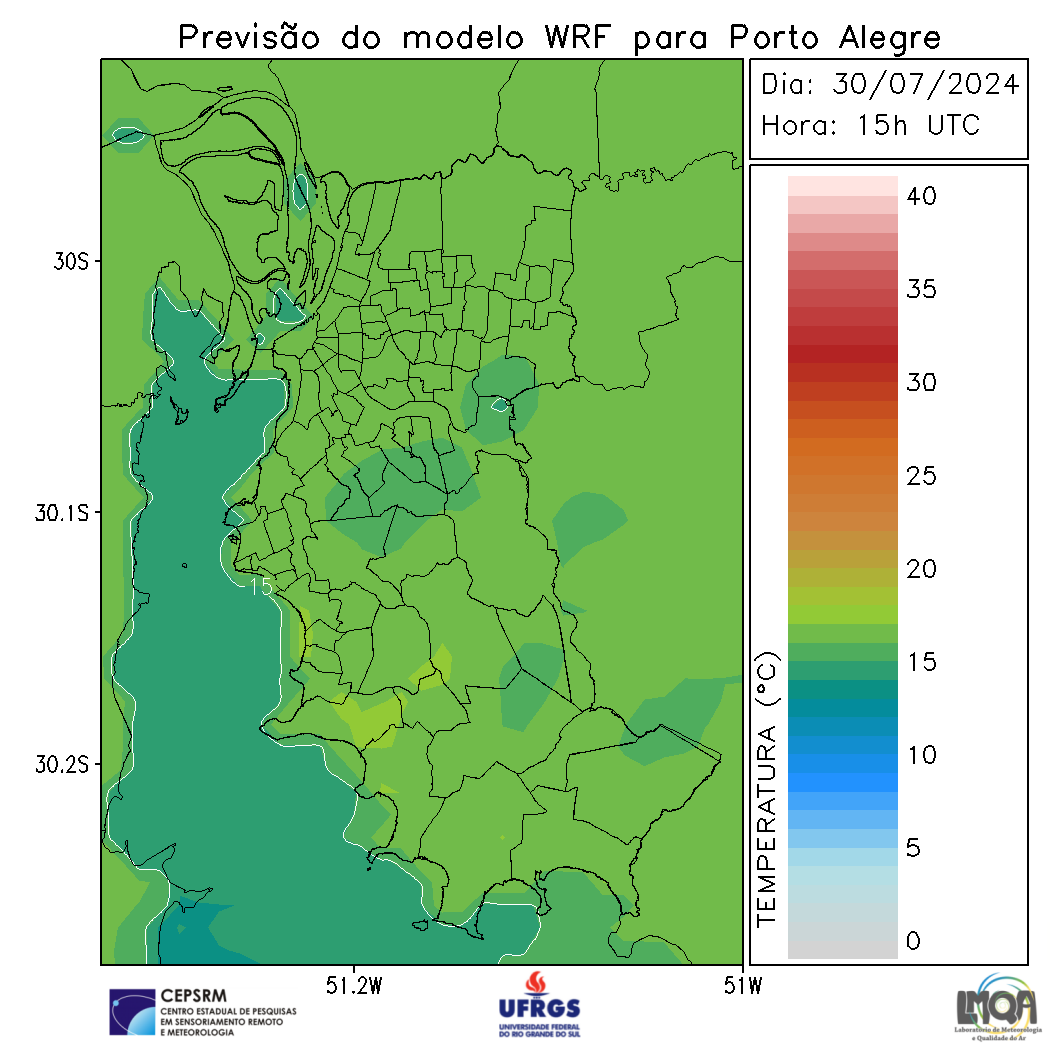 Previsão do modelo WRF para Porto Alegre
Dia: 30/07/2024
Hora: 15h UTC
40
35
30
25
20
15
10
5
0
TEMPERATURA (°C)
30S
30.1S
30.2S
15
51.2W
51W
CEPSRM
CENTRO ESTADUAL DE PESQUISAS
EM SENSORIAMENTO REMOTO
E METEOROLOGIA
UFRGS
UNIVERSIDADE FEDERAL
DO RIO GRANDE DO SUL
LMQA
Laboratório de Meteorologia
e Qualidade do Ar